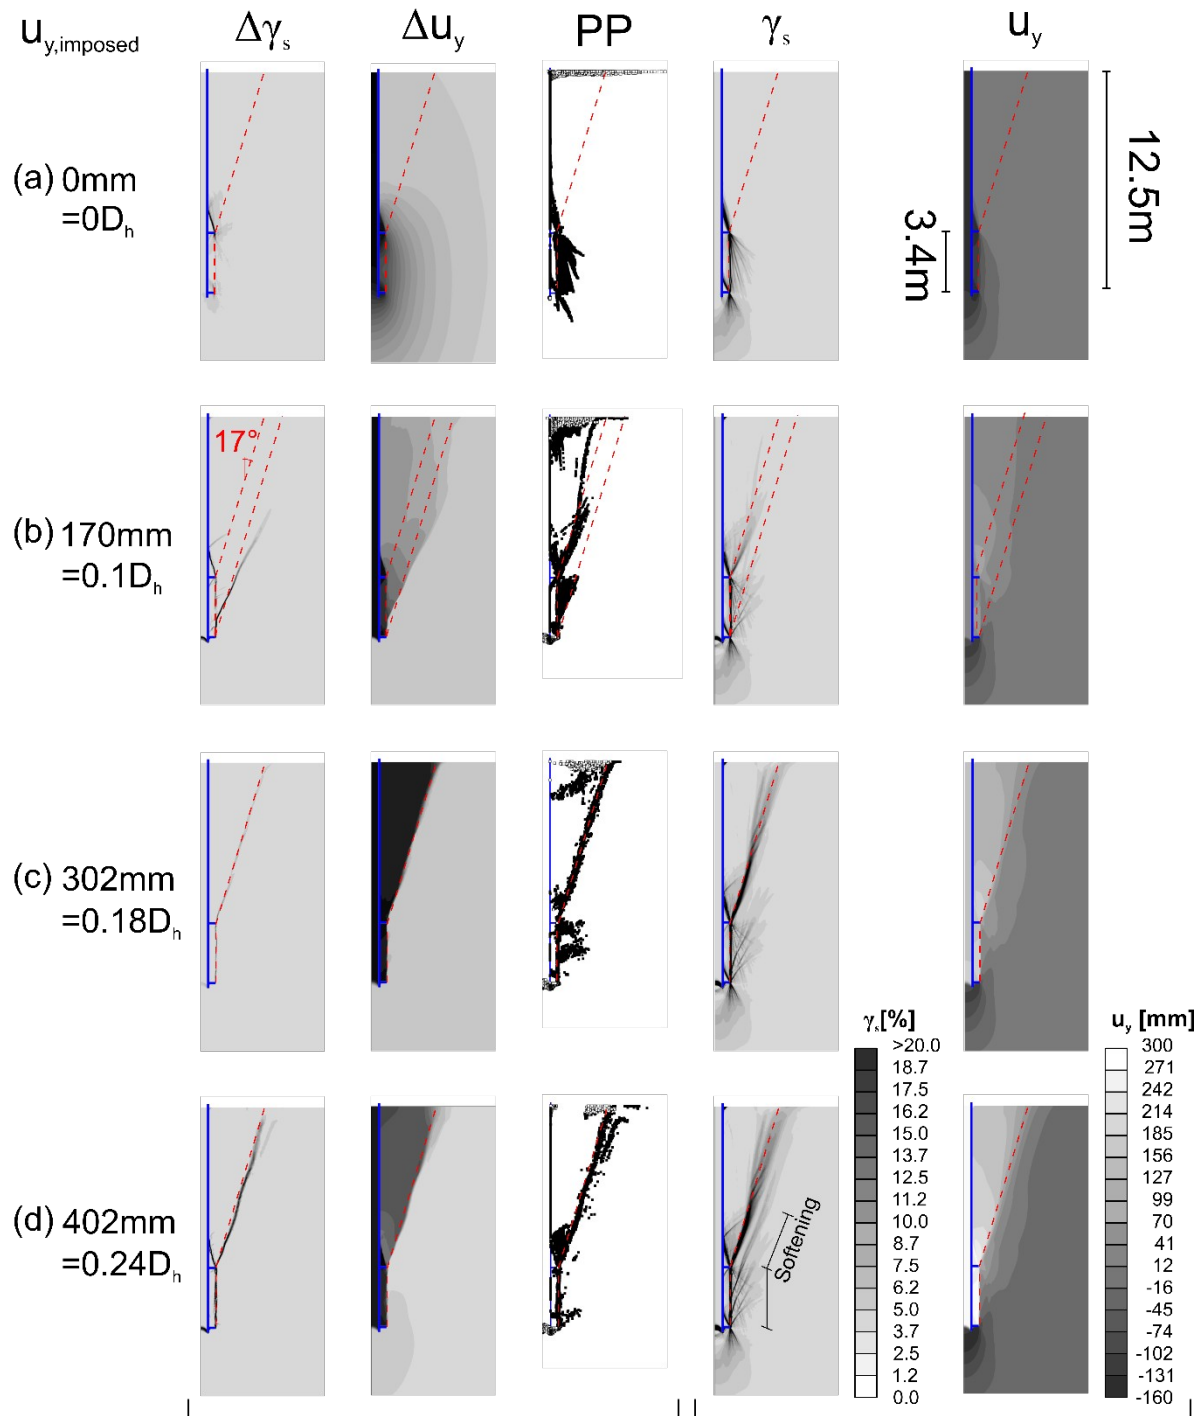 u_y,imposed Δγ_s Δu_y PP γ_s u_y
(a) 0mm
=0D_h
12.5m
3.4m
17°
(b) 170mm
=0.1D_h
(c) 302mm
=0.18D_h
(d) 402mm
=0.24D_h
Softening
γ_s[%]
>20.0
18.7
17.5
16.2
15.0
13.7
12.5
11.2
10.0
8.7
7.5
6.2
5.0
3.7
2.5
1.2
0.0
u_y [mm]
300
271
242
214
185
156
127
99
70
41
12
-16
-45
-74
-102
-131
-160